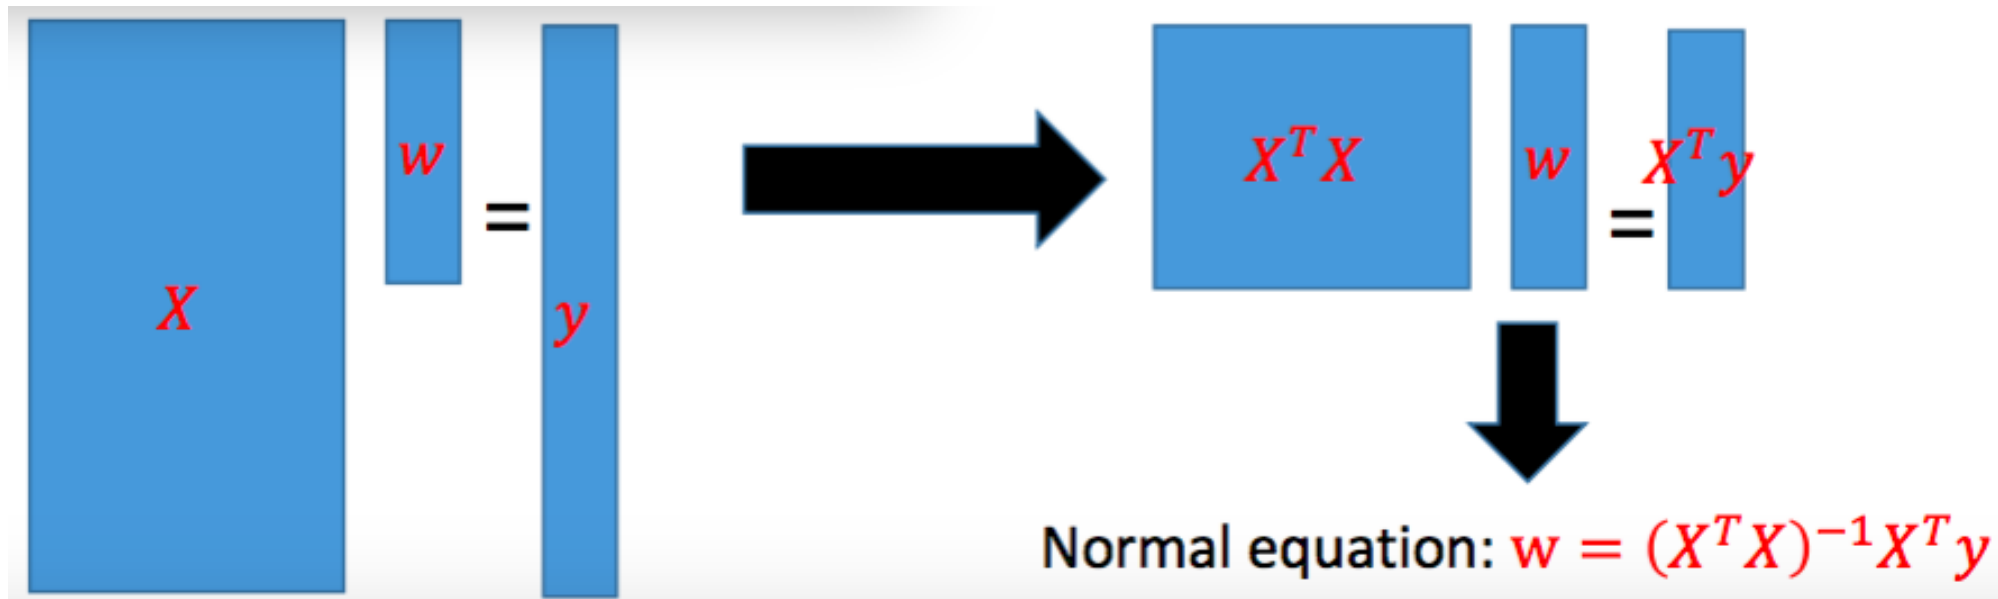 X w = y
X^T X w = X^T y
Normal equation: w = (X^T X)^{-1} X^T y